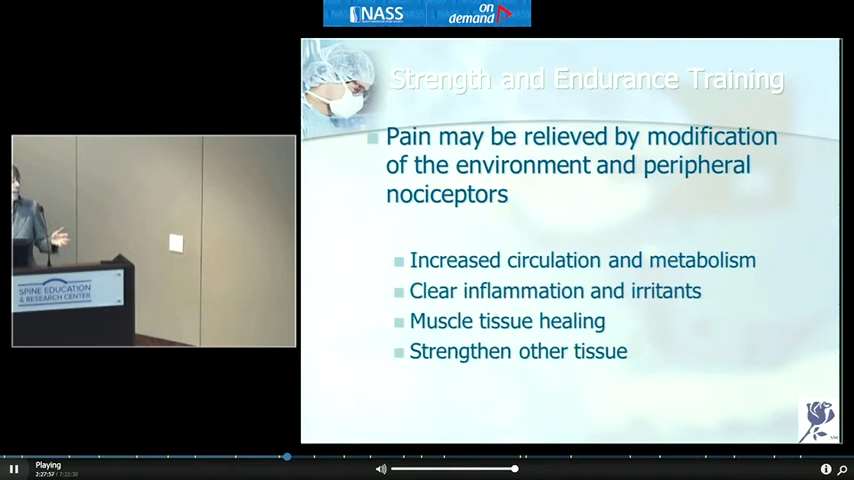 NASS
on
demand
Strength and Endurance Training
Pain may be relieved by modification
of the environment and peripheral
nociceptors
Increased circulation and metabolism
Clear inflammation and irritants
Muscle tissue healing
Strengthen other tissue
SPINE EDUCATION
& RESEARCH CENTER
SM
Playing
2:27:57 / 7:22:38